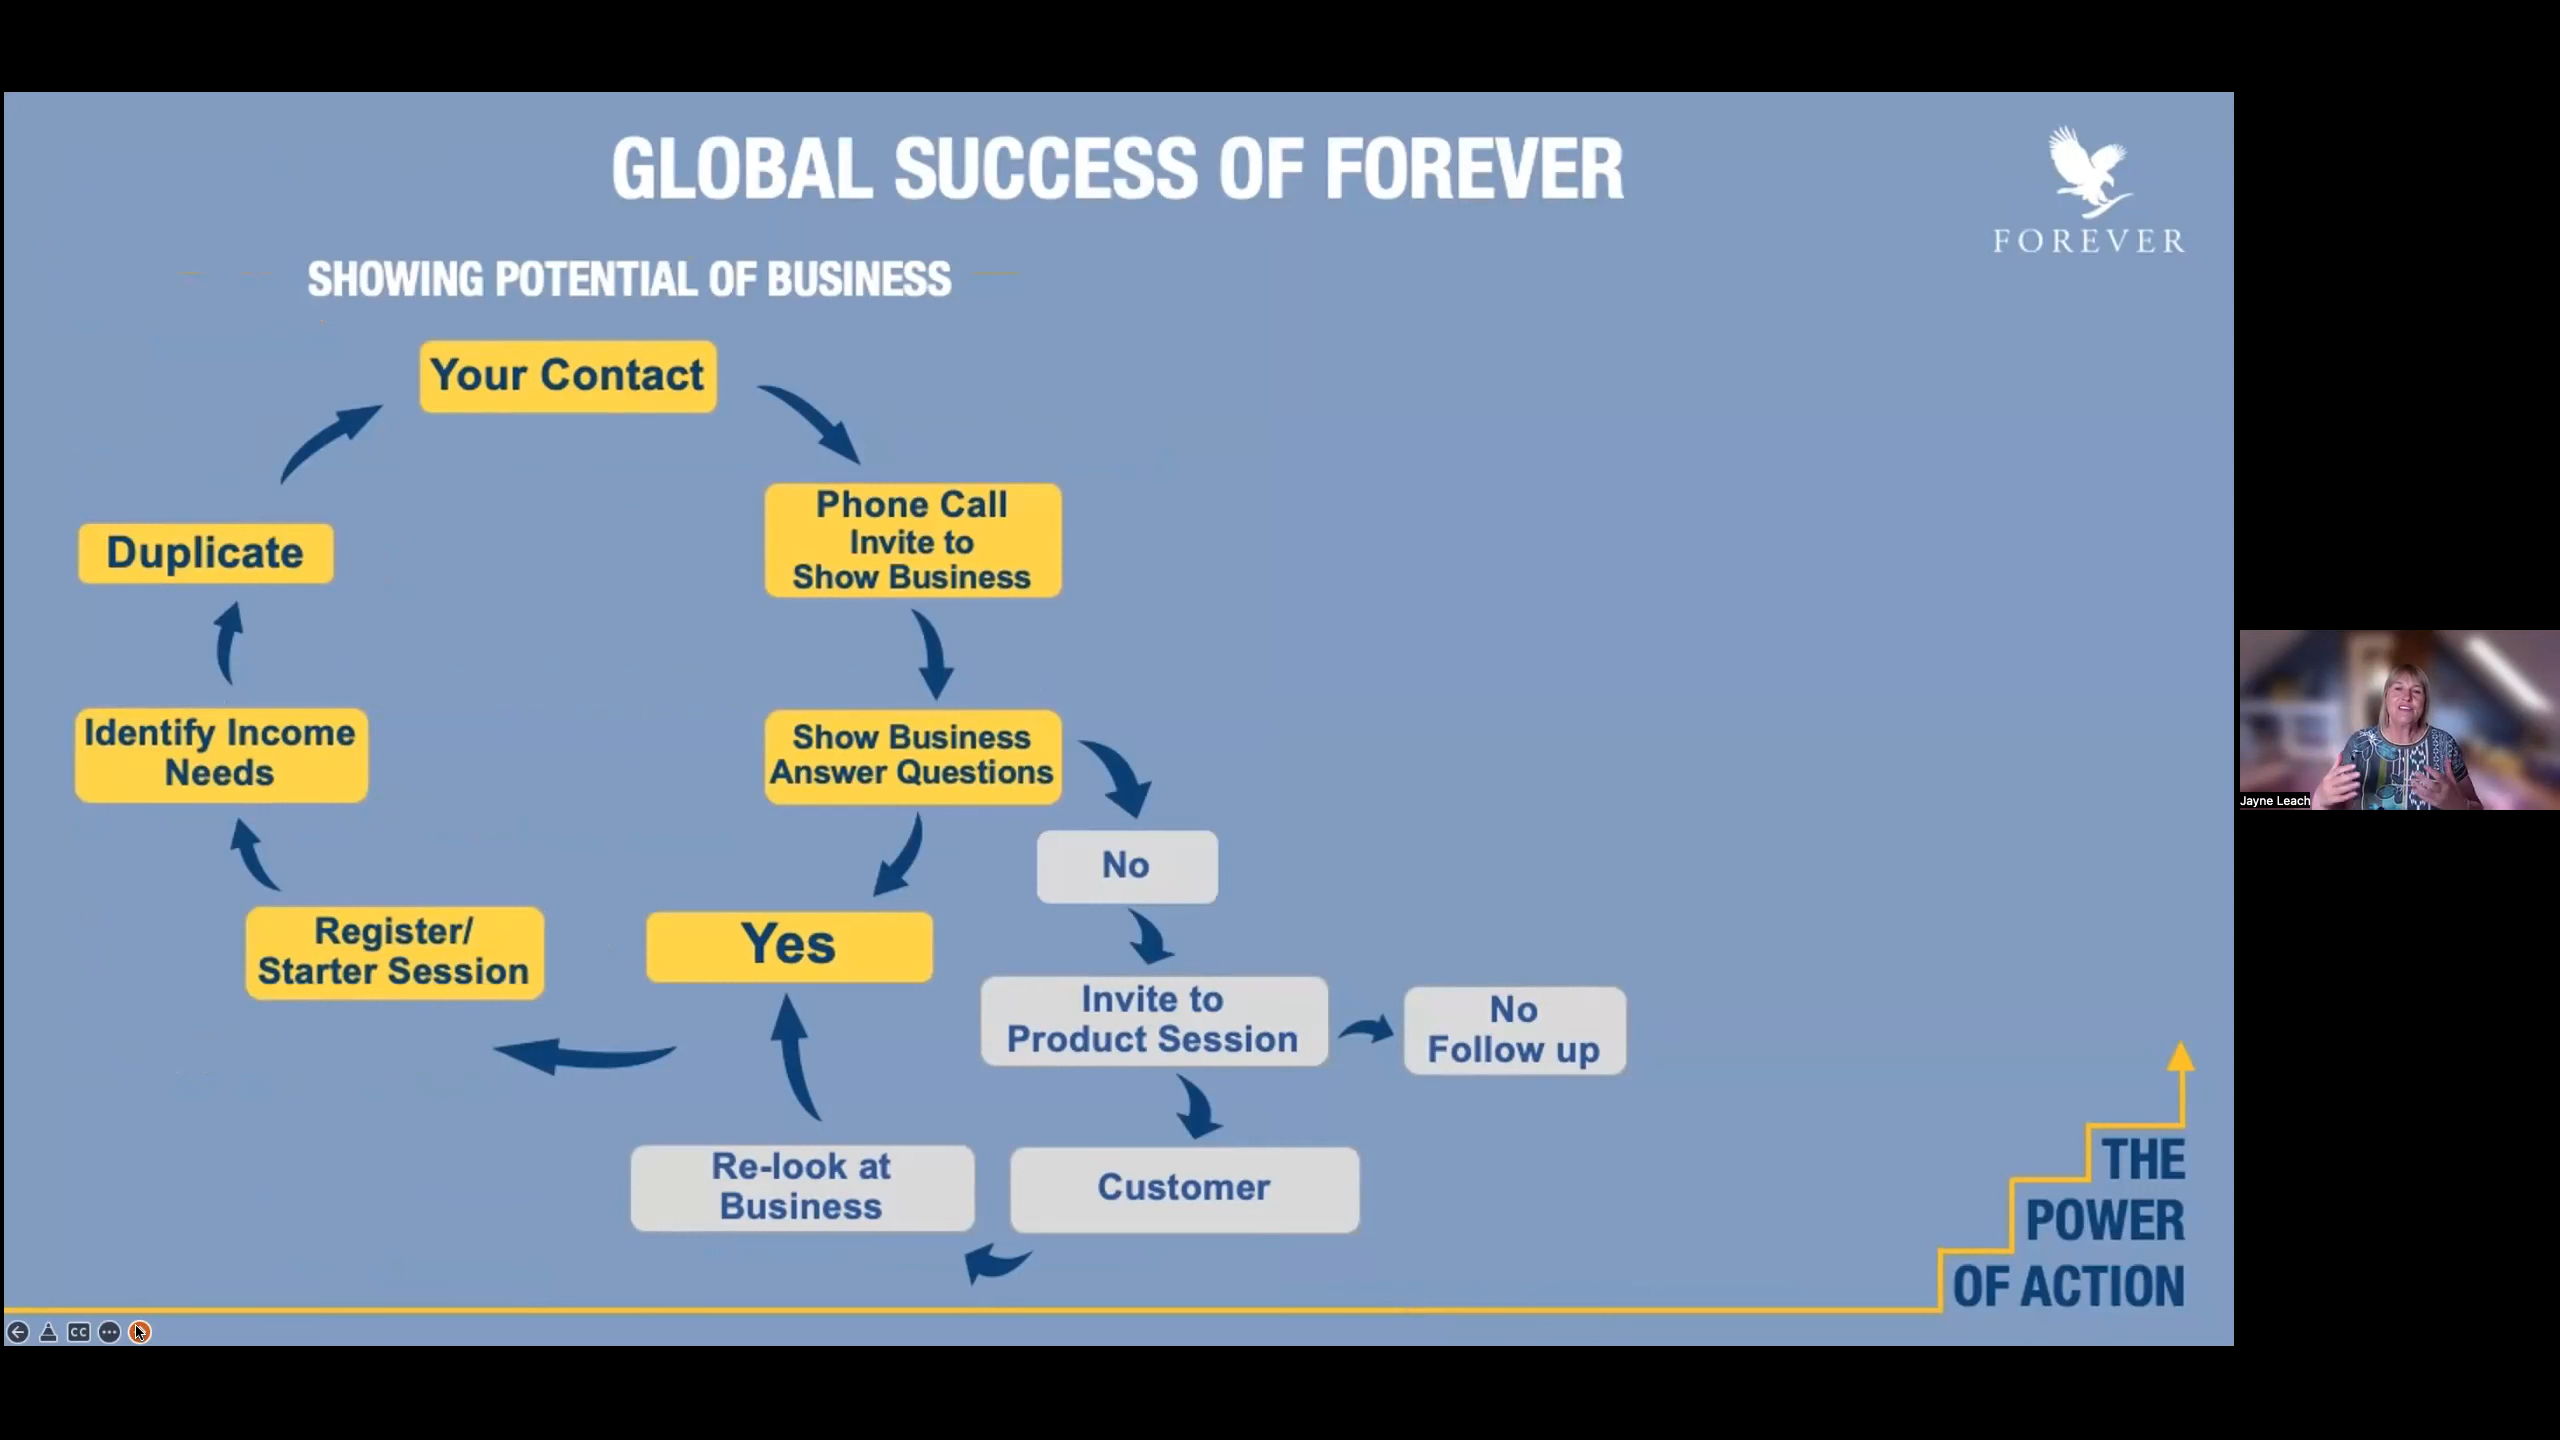 GLOBAL SUCCESS OF FOREVER
FOREVER
SHOWING POTENTIAL OF BUSINESS
Your Contact
Phone Call
Invite to
Show Business
Show Business
Answer Questions
No
Invite to
Product Session
No
Follow up
Customer
Re-look at
Business
Yes
Register/
Starter Session
Identify Income
Needs
Duplicate
THE
POWER
OF ACTION
Jayne Leach
CC